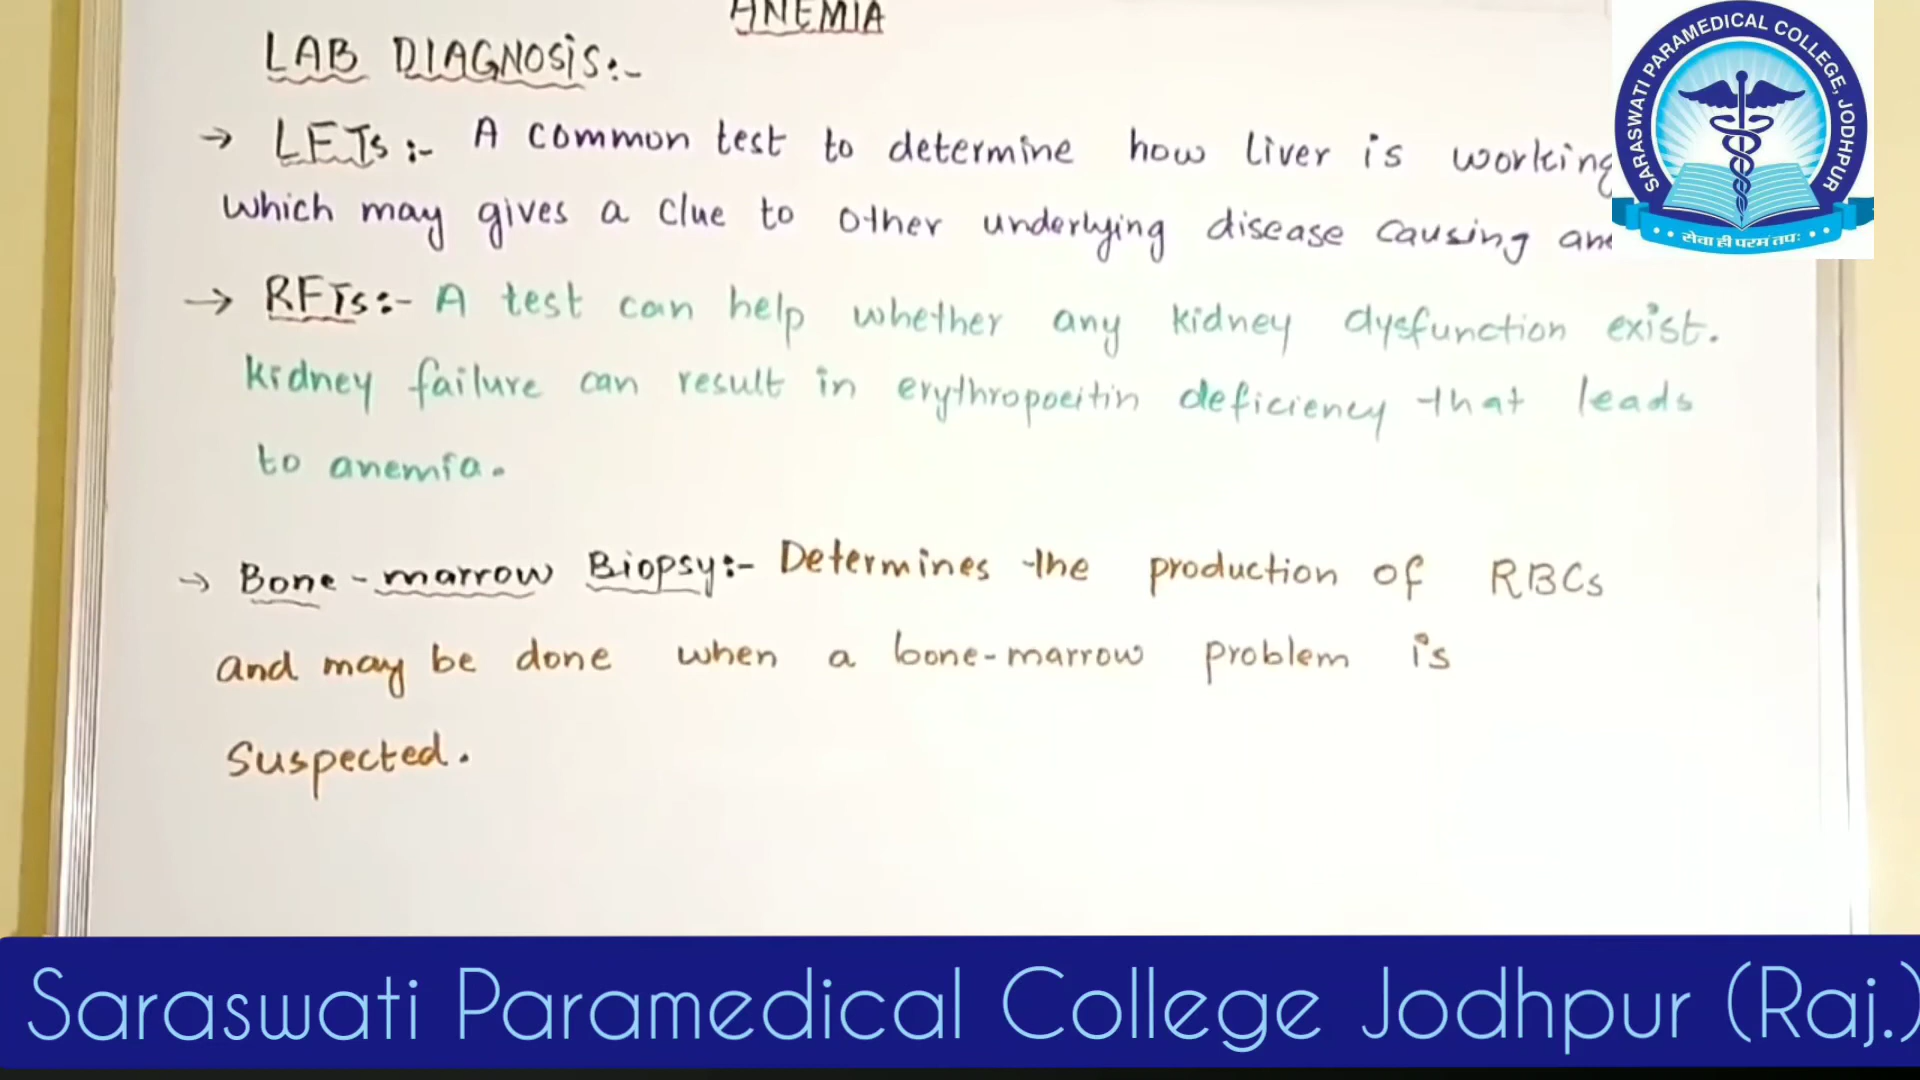 ANEMIA
LAB DIAGNOSIS:-
→ LFTs:- A common test to determine how liver is working
which may gives a clue to other underlying disease causing
→ RFTs:- A test can help whether any kidney dysfunction exist.
kidney failure can result in erythropoeitin deficiency that leads
to anemia.
→ Bone-marrow Biopsy:- Determines the production of RBCs
and may be done when a bone-marrow problem is
suspected.
SARASWATI PARAMEDICAL COLLEGE, JODHPUR
सेवा ही परमं तपः
Saraswati Paramedical College Jodhpur (Raj.)